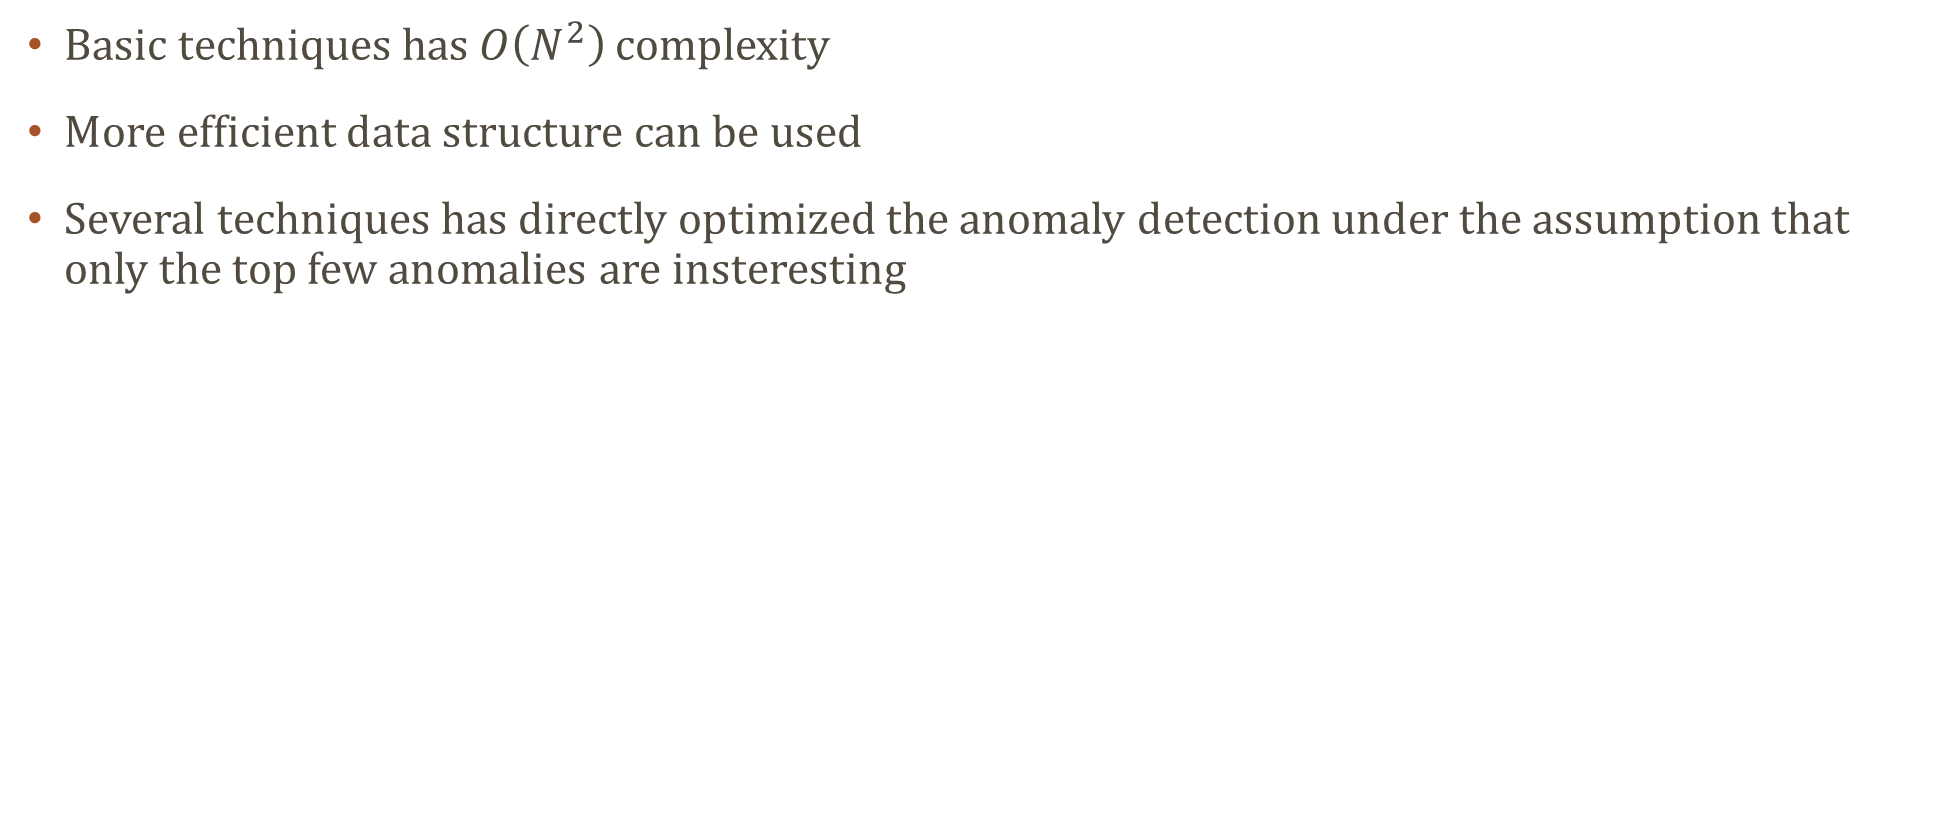 • Basic techniques has O(N²) complexity
• More efficient data structure can be used
• Several techniques has directly optimized the anomaly detection under the assumption that
only the top few anomalies are insteresting